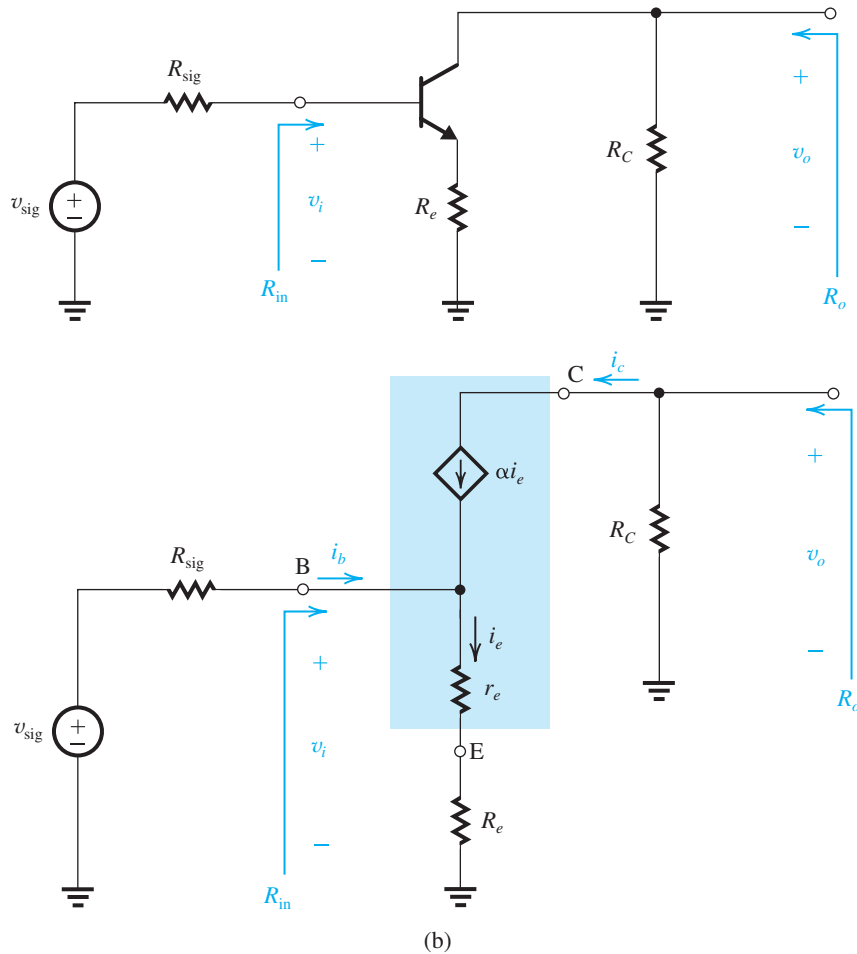 R_sig
v_sig
+
−
+
v_i
−
R_in
R_e
R_C
+
v_o
−
R_o
C
i_c
αi_e
R_C
+
v_o
−
R_o
R_sig
B
i_b
i_e
r_e
+
v_i
−
v_sig
+
−
E
R_e
R_in
(b)